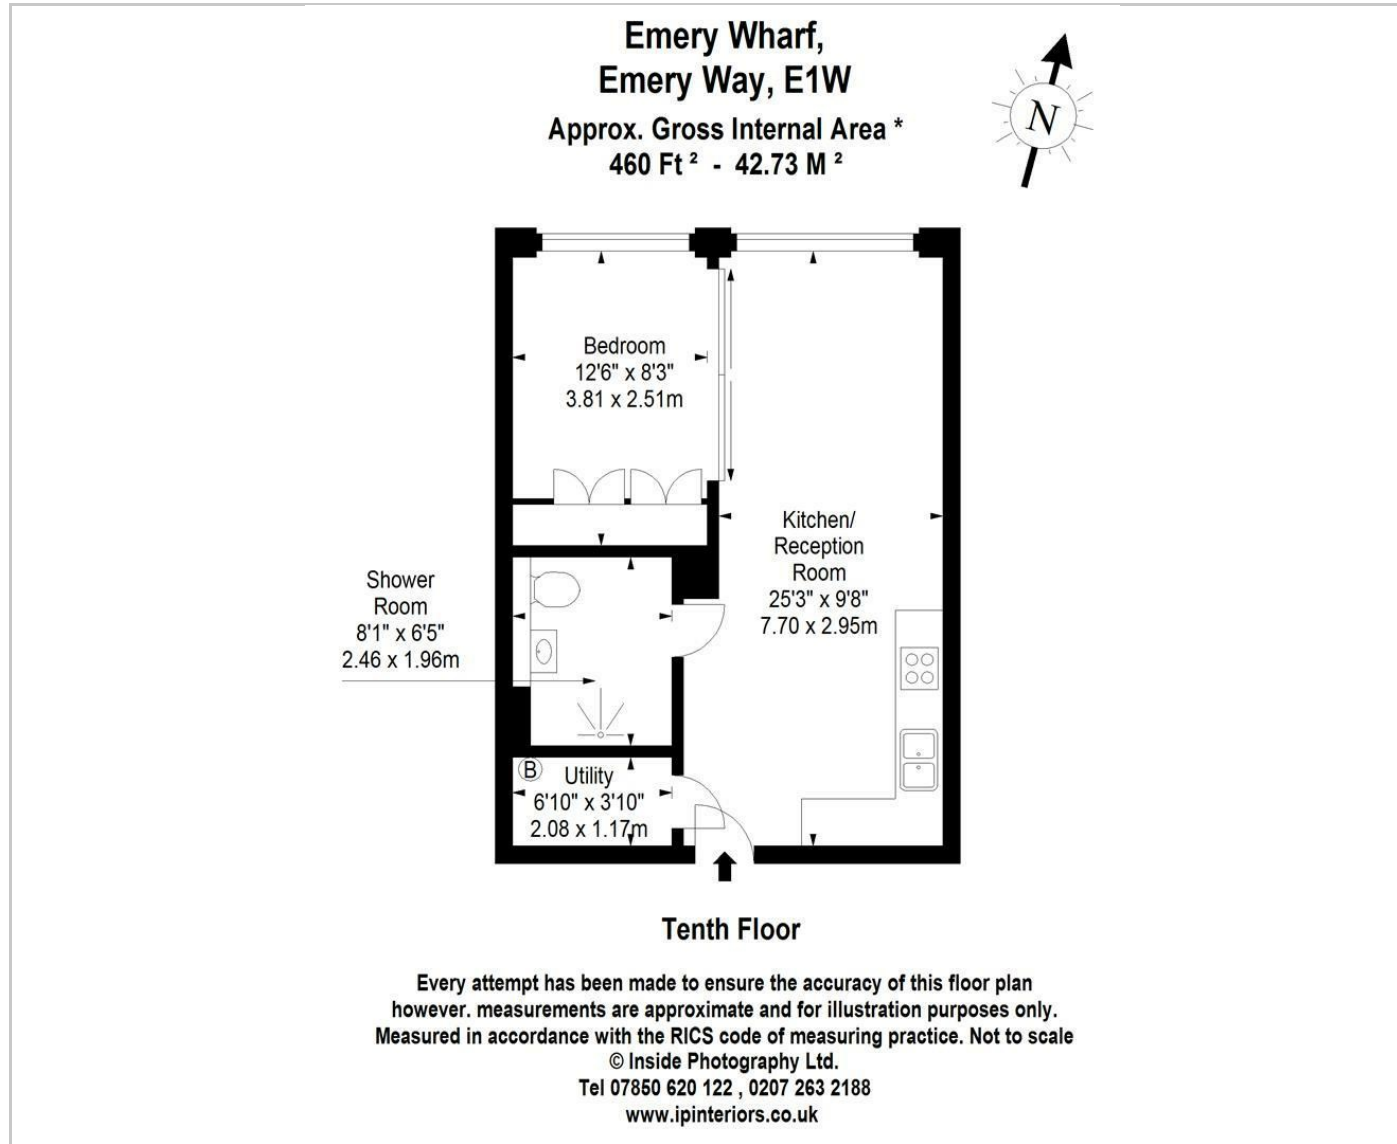 Emery Wharf,
Emery Way, E1W
Approx. Gross Internal Area *
460 Ft ² - 42.73 M ²
N
Bedroom
12'6" x 8'3"
3.81 x 2.51m
Kitchen/
Reception
Room
25'3" x 9'8"
7.70 x 2.95m
Shower
Room
8'1" x 6'5"
2.46 x 1.96m
B
Utility
6'10" x 3'10"
2.08 x 1.17m
Tenth Floor
Every attempt has been made to ensure the accuracy of this floor plan
however. measurements are approximate and for illustration purposes only.
Measured in accordance with the RICS code of measuring practice. Not to scale
© Inside Photography Ltd.
Tel 07850 620 122 , 0207 263 2188
www.ipinteriors.co.uk